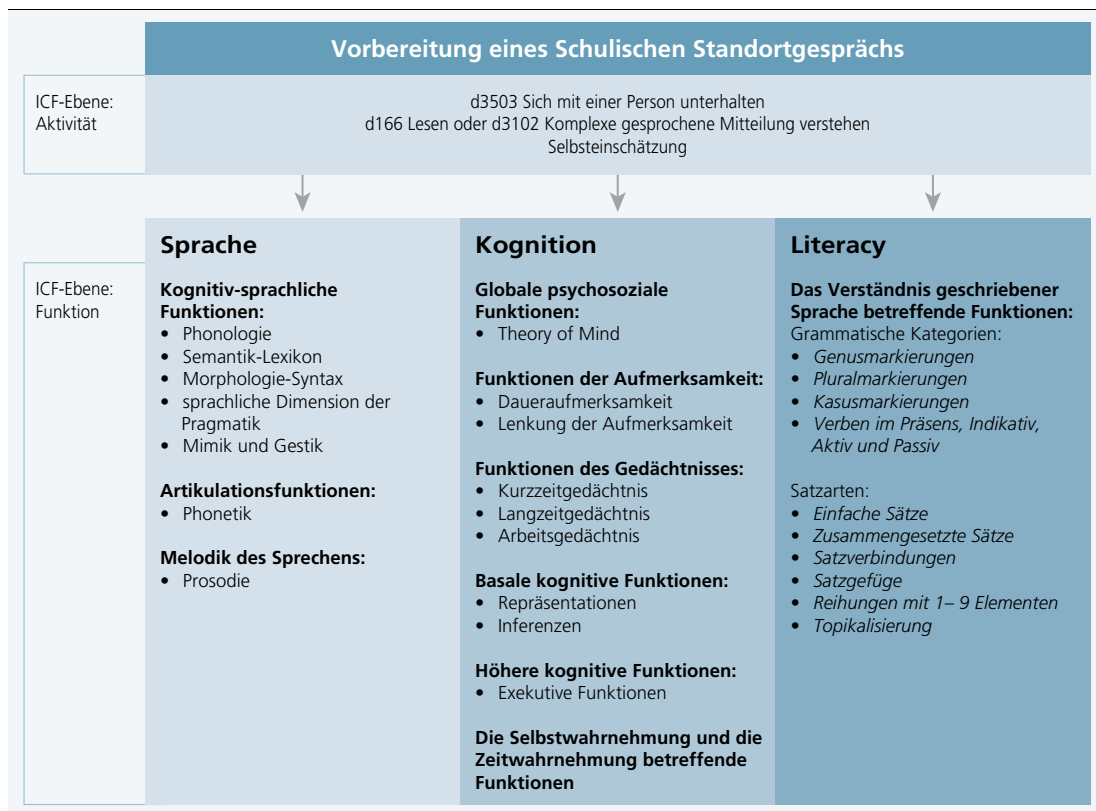 Vorbereitung eines Schulischen Standortgesprächs
ICF-Ebene:
Aktivität
d3503 Sich mit einer Person unterhalten
d166 Lesen oder d3102 Komplexe gesprochene Mitteilung verstehen
Selbsteinschätzung
ICF-Ebene:
Funktion
Sprache
Kognitiv-sprachliche
Funktionen:
• Phonologie
• Semantik-Lexikon
• Morphologie-Syntax
• sprachliche Dimension der
Pragmatik
• Mimik und Gestik
Artikulationsfunktionen:
• Phonetik
Melodik des Sprechens:
• Prosodie
Kognition
Globale psychosoziale
Funktionen:
• Theory of Mind
Funktionen der Aufmerksamkeit:
• Daueraufmerksamkeit
• Lenkung der Aufmerksamkeit
Funktionen des Gedächtnisses:
• Kurzzeitgedächtnis
• Langzeitgedächtnis
• Arbeitsgedächtnis
Basale kognitive Funktionen:
• Repräsentationen
• Inferenzen
Höhere kognitive Funktionen:
• Exekutive Funktionen
Die Selbstwahrnehmung und die
Zeitwahrnehmung betreffende
Funktionen
Literacy
Das Verständnis geschriebener
Sprache betreffende Funktionen:
Grammatische Kategorien:
• Genusmarkierungen
• Pluralmarkierungen
• Kasusmarkierungen
• Verben im Präsens, Indikativ,
Aktiv und Passiv
Satzarten:
• Einfache Sätze
• Zusammengesetzte Sätze
• Satzverbindungen
• Satzgefüge
• Reihungen mit 1– 9 Elementen
• Topikalisierung